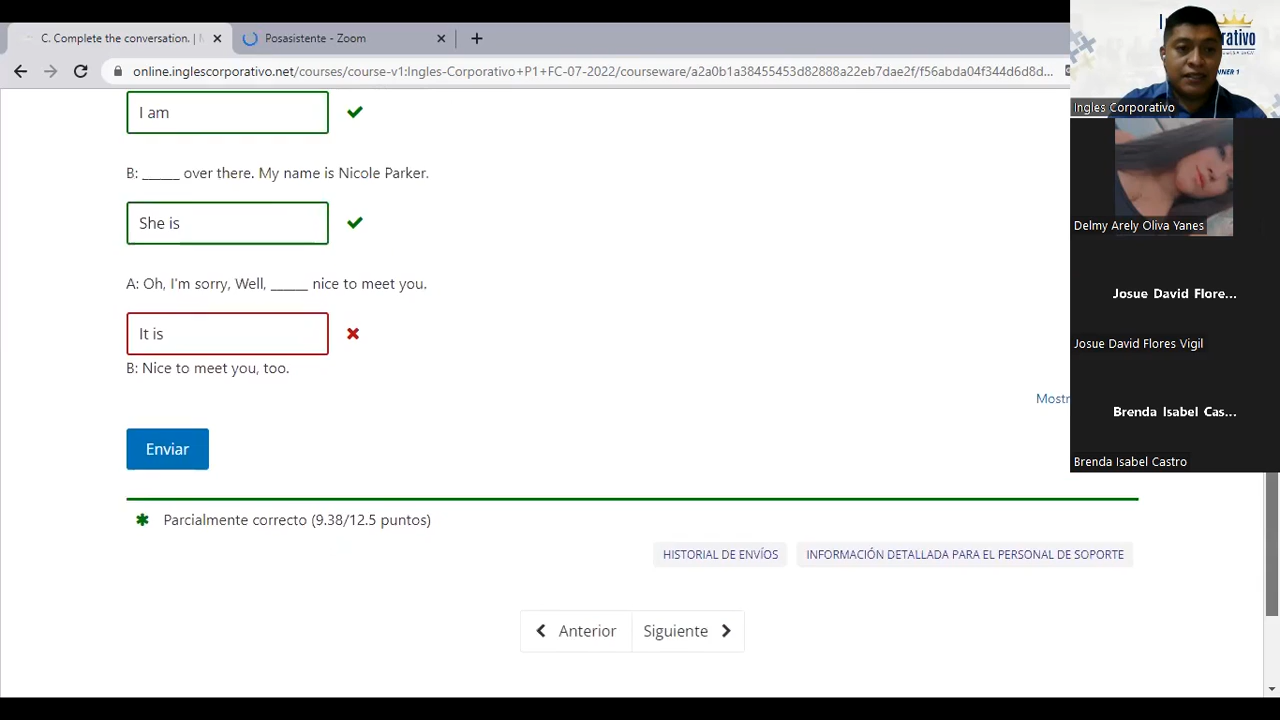 C. Complete the conversation. |
Posasistente - Zoom
online.inglescorporativo.net/courses/course-v1:Ingles-Corporativo+P1+FC-07-2022/courseware/a2a0b1a38455453d82888a22eb7dae2f/f56abda04f344d6d8d...
I am
B: ______ over there. My name is Nicole Parker.
She is
A: Oh, I'm sorry, Well, ______ nice to meet you.
It is
B: Nice to meet you, too.
Mostr
Enviar
Parcialmente correcto (9.38/12.5 puntos)
HISTORIAL DE ENVÍOS
INFORMACIÓN DETALLADA PARA EL PERSONAL DE SOPORTE
Anterior
Siguiente
Ingles Corporativo
Delmy Arely Oliva Yanes
Josue David Flore...
Josue David Flores Vigil
Brenda Isabel Cas...
Brenda Isabel Castro